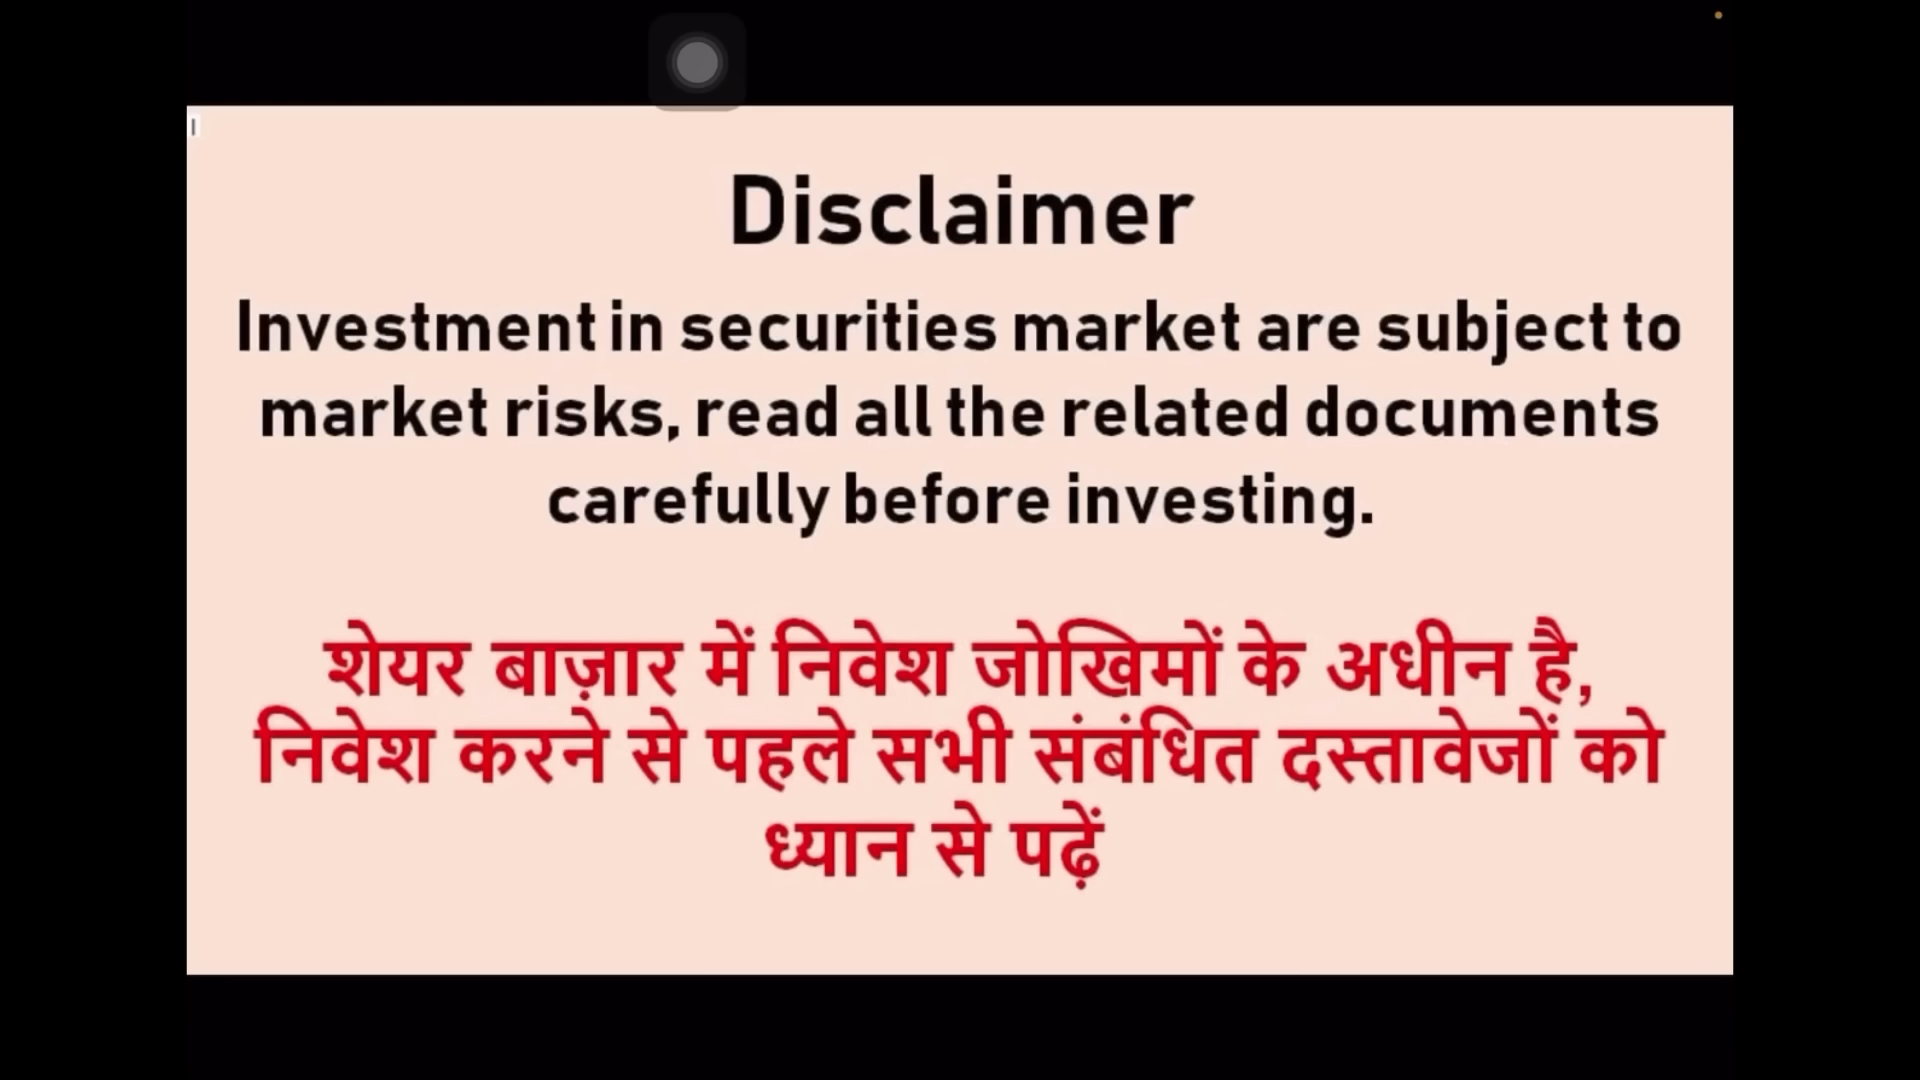 Disclaimer
Investment in securities market are subject to
market risks, read all the related documents
carefully before investing.
शेयर बाज़ार में निवेश जोखिमों के अधीन है,
निवेश करने से पहले सभी संबंधित दस्तावेजों को
ध्यान से पढ़ें